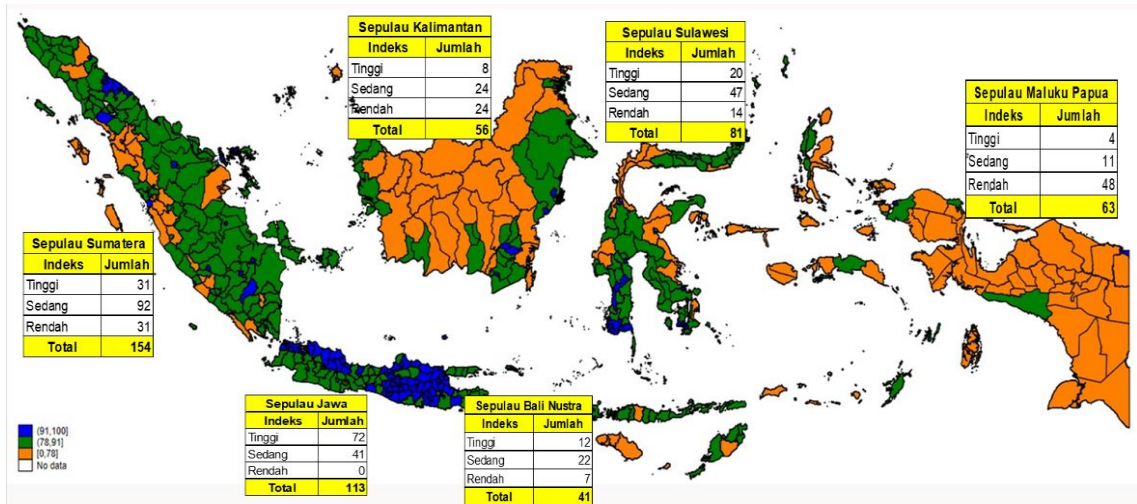 Sepulau Kalimantan
Indeks Jumlah
Tinggi 8
Sedang 24
Rendah 24
Total 56
Sepulau Sulawesi
Indeks Jumlah
Tinggi 20
Sedang 47
Rendah 14
Total 81
Sepulau Maluku Papua
Indeks Jumlah
Tinggi 4
Sedang 11
Rendah 48
Total 63
Sepulau Sumatera
Indeks Jumlah
Tinggi 31
Sedang 92
Rendah 31
Total 154
Sepulau Jawa
Indeks Jumlah
Tinggi 72
Sedang 41
Rendah 0
Total 113
Sepulau Bali Nustra
Indeks Jumlah
Tinggi 12
Sedang 22
Rendah 7
Total 41
(91,100]
(78,91]
[0,78]
No data